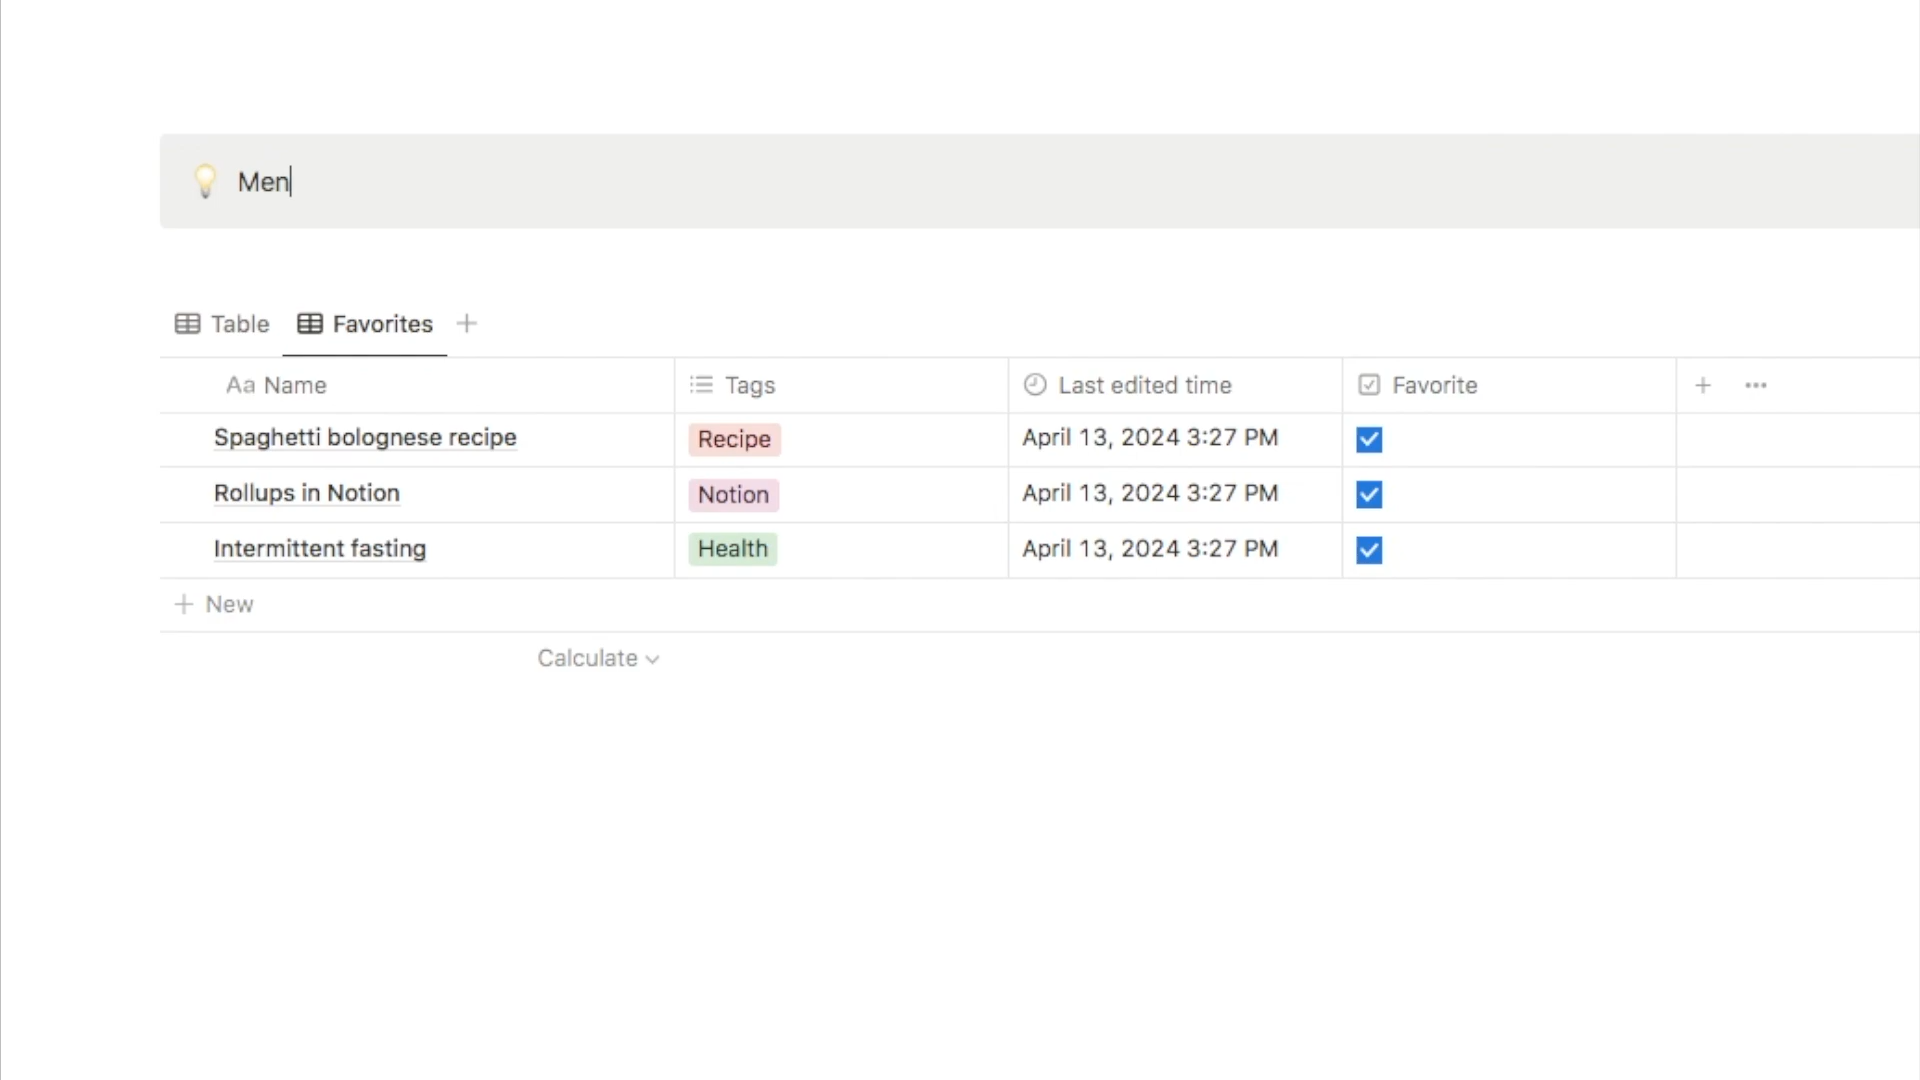 Men
Table Favorites
Aa Name Tags Last edited time Favorite
Spaghetti bolognese recipe Recipe April 13, 2024 3:27 PM
Rollups in Notion Notion April 13, 2024 3:27 PM
Intermittent fasting Health April 13, 2024 3:27 PM
+ New
Calculate